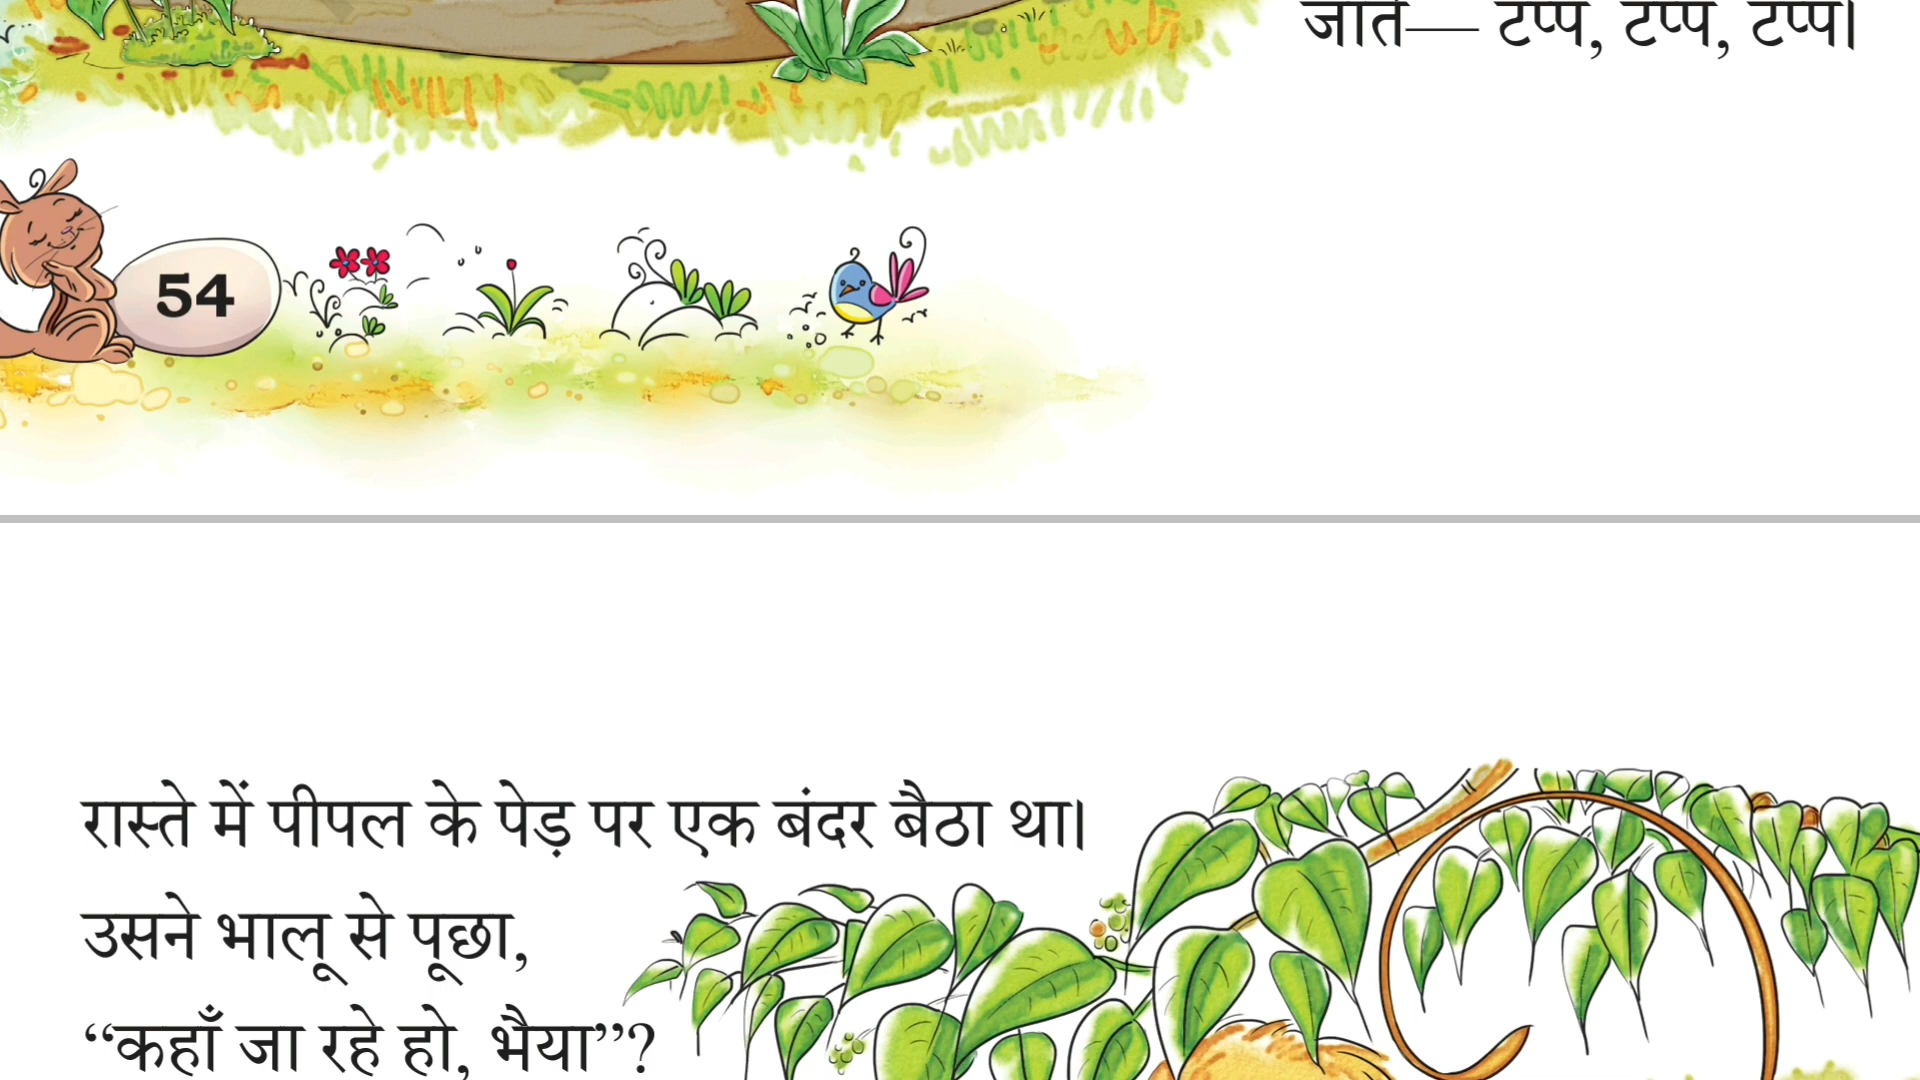 जाते— टप्प, टप्प, टप्प।
54
रास्ते में पीपल के पेड़ पर एक बंदर बैठा था।
उसने भालू से पूछा,
“कहाँ जा रहे हो, भैया”?